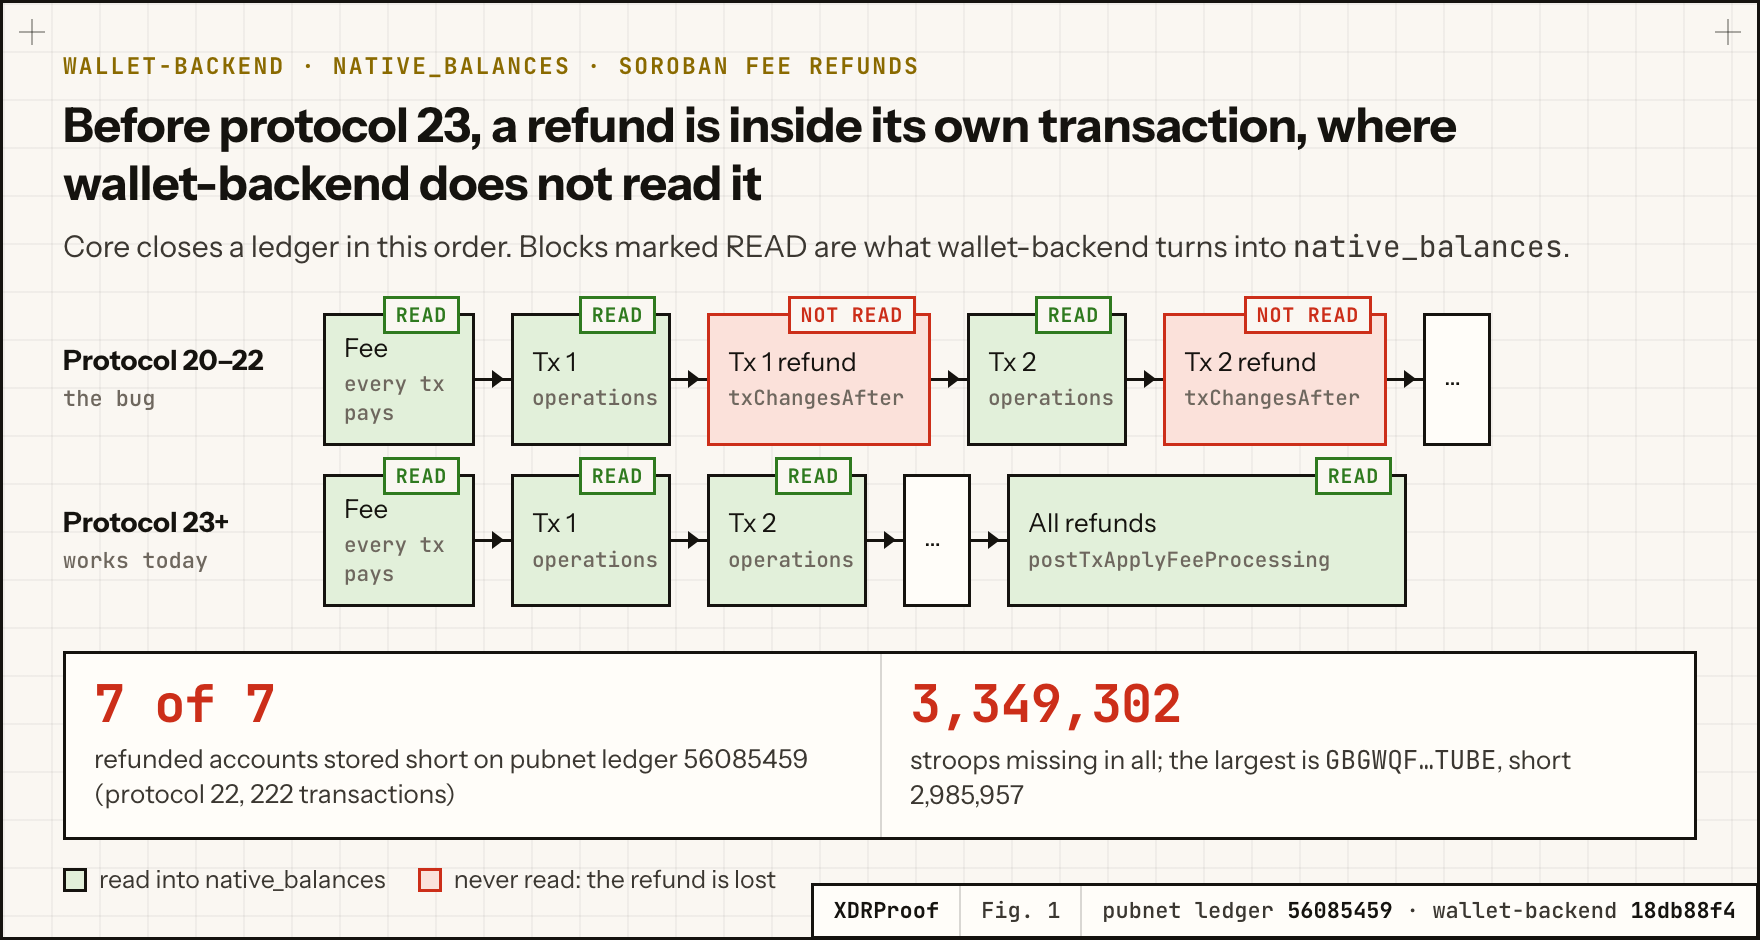 WALLET-BACKEND · NATIVE_BALANCES · SOROBAN FEE REFUNDS
Before protocol 23, a refund is inside its own transaction, where
wallet-backend does not read it
Core closes a ledger in this order. Blocks marked READ are what wallet-backend turns into native_balances.
Protocol 20–22
the bug
READ
Fee
every tx
pays
READ
Tx 1
operations
NOT READ
Tx 1 refund
txChangesAfter
READ
Tx 2
operations
NOT READ
Tx 2 refund
txChangesAfter
…
Protocol 23+
works today
READ
Fee
every tx
pays
READ
Tx 1
operations
READ
Tx 2
operations
…
READ
All refunds
postTxApplyFeeProcessing
7 of 7
refunded accounts stored short on pubnet ledger 56085459
(protocol 22, 222 transactions)
3,349,302
stroops missing in all; the largest is GBGWQF…TUBE, short
2,985,957
read into native_balances
never read: the refund is lost
XDRProof
Fig. 1
pubnet ledger 56085459 · wallet-backend 18db88f4